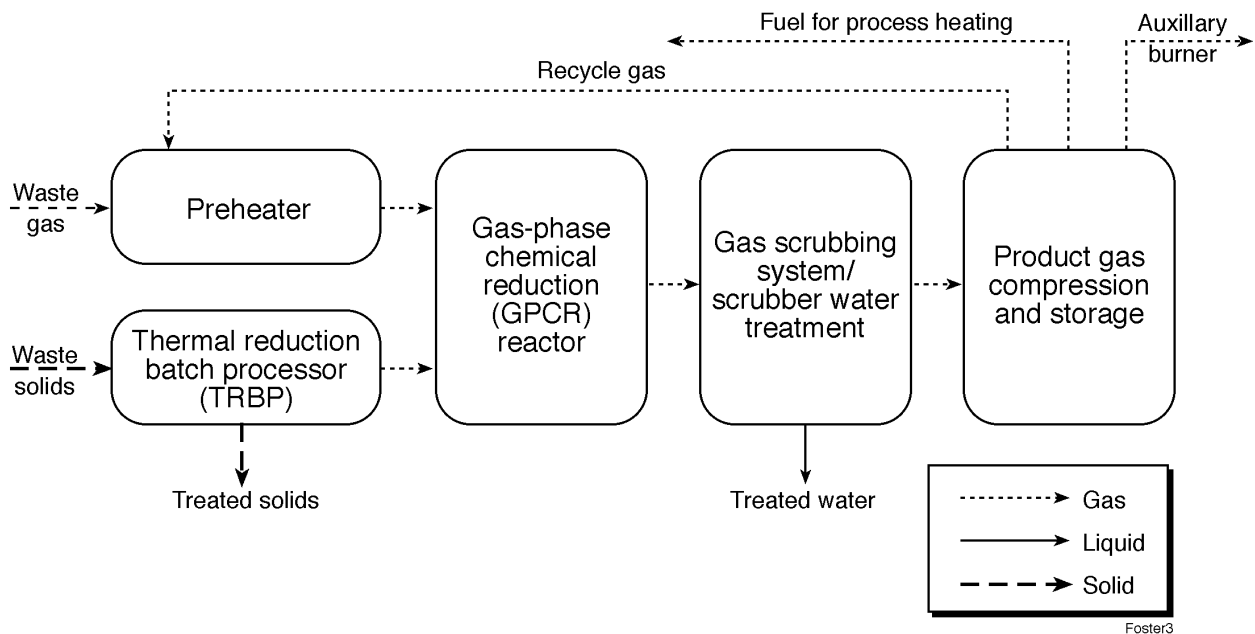 Fuel for process heating
Auxillary
burner
Recycle gas
Waste
gas
Preheater
Gas-phase
chemical
reduction
(GPCR)
reactor
Gas scrubbing
system/
scrubber water
treatment
Product gas
compression
and storage
Waste
solids
Thermal reduction
batch processor
(TRBP)
Treated solids
Treated water
Gas
Liquid
Solid
Foster3